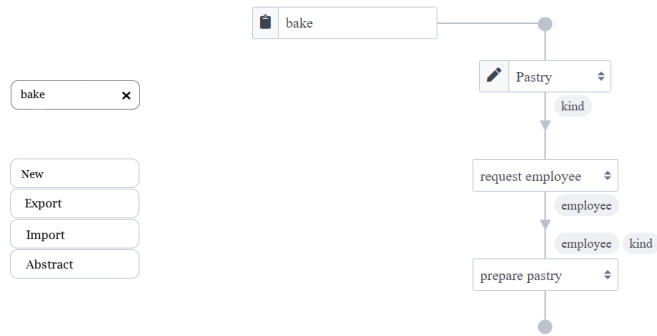 bake
Pastry
kind
bake
New
Export
Import
Abstract
request employee
employee
employee kind
prepare pastry